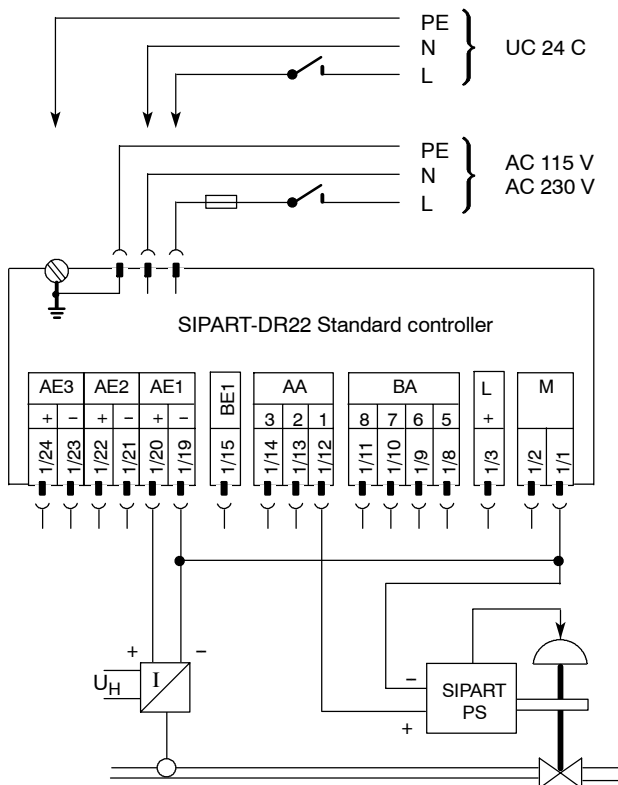 PE
N
L
UC 24 C
PE
N
L
AC 115 V
AC 230 V
SIPART-DR22 Standard controller
AE3 AE2 AE1 BE1 AA BA L M
+ − + − + − 3 2 1 8 7 6 5 +
1/24 1/23 1/22 1/21 1/20 1/19 1/15 1/14 1/13 1/12 1/11 1/10 1/9 1/8 1/3 1/2 1/1
+ −
UH I
−
+
SIPART
PS